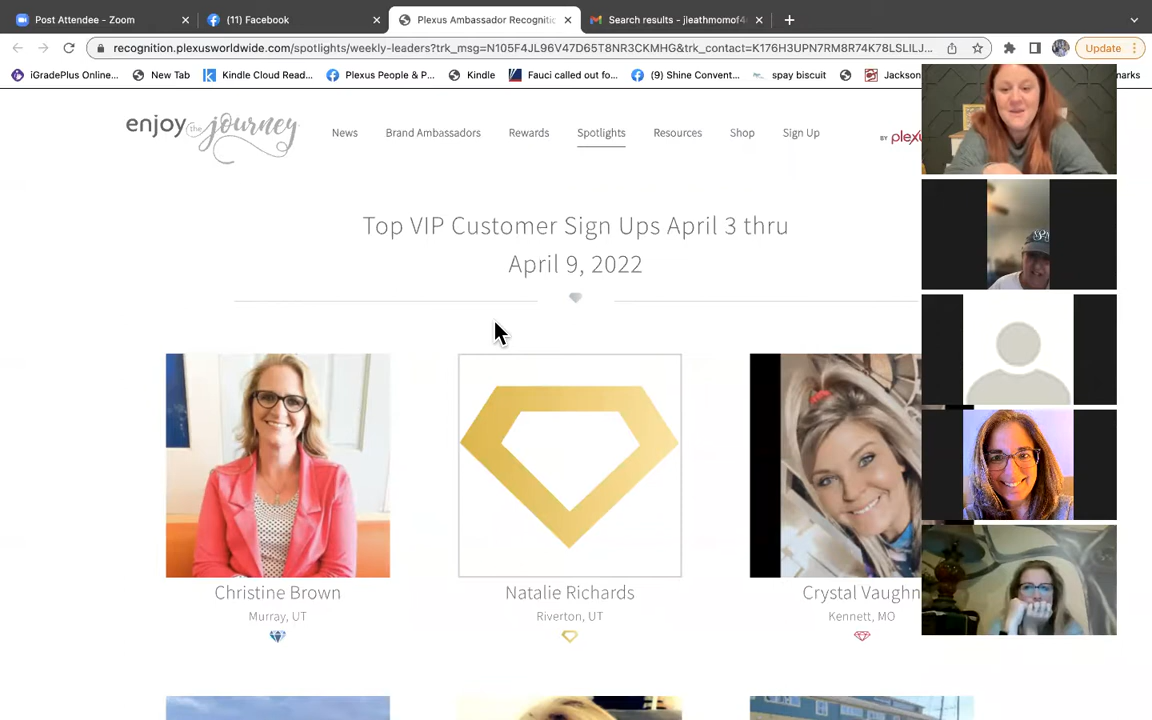 Post Attendee - Zoom
(11) Facebook
Plexus Ambassador Recogniti
Search results - jleathmomof4
recognition.plexusworldwide.com/spotlights/weekly-leaders?trk_msg=N105F4JL96V47D65T8NR3CKMHG&trk_contact=K176H3UPN7RM8R74K78LSLILJ...
Update
iGradePlus Online...
New Tab
Kindle Cloud Read...
Plexus People & P...
Kindle
Fauci called out fo...
(9) Shine Convent...
spay biscuit
Jackson
marks
enjoy the journey
News
Brand Ambassadors
Rewards
Spotlights
Resources
Shop
Sign Up
BY plexu
Top VIP Customer Sign Ups April 3 thru
April 9, 2022
Christine Brown
Murray, UT
Natalie Richards
Riverton, UT
Crystal Vaughn
Kennett, MO